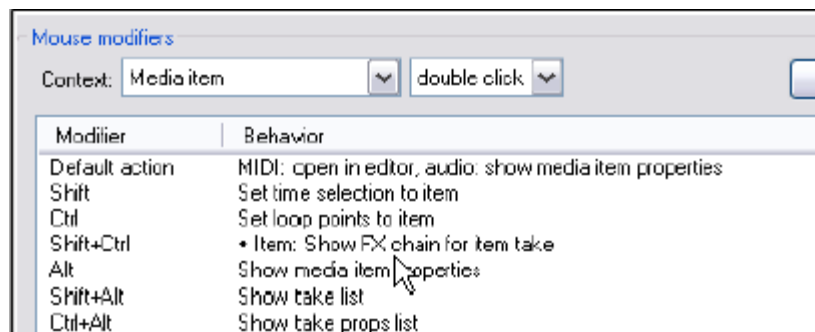 Mouse modifiers
Context: Media item double click
Modifier Behavior
Default action MIDI: open in editor, audio: show media item properties
Shift Set time selection to item
Ctrl Set loop points to item
Shift+Ctrl • Item: Show FX chain for item take
Alt Show media item properties
Shift+Alt Show take list
Ctrl+Alt Show take props list